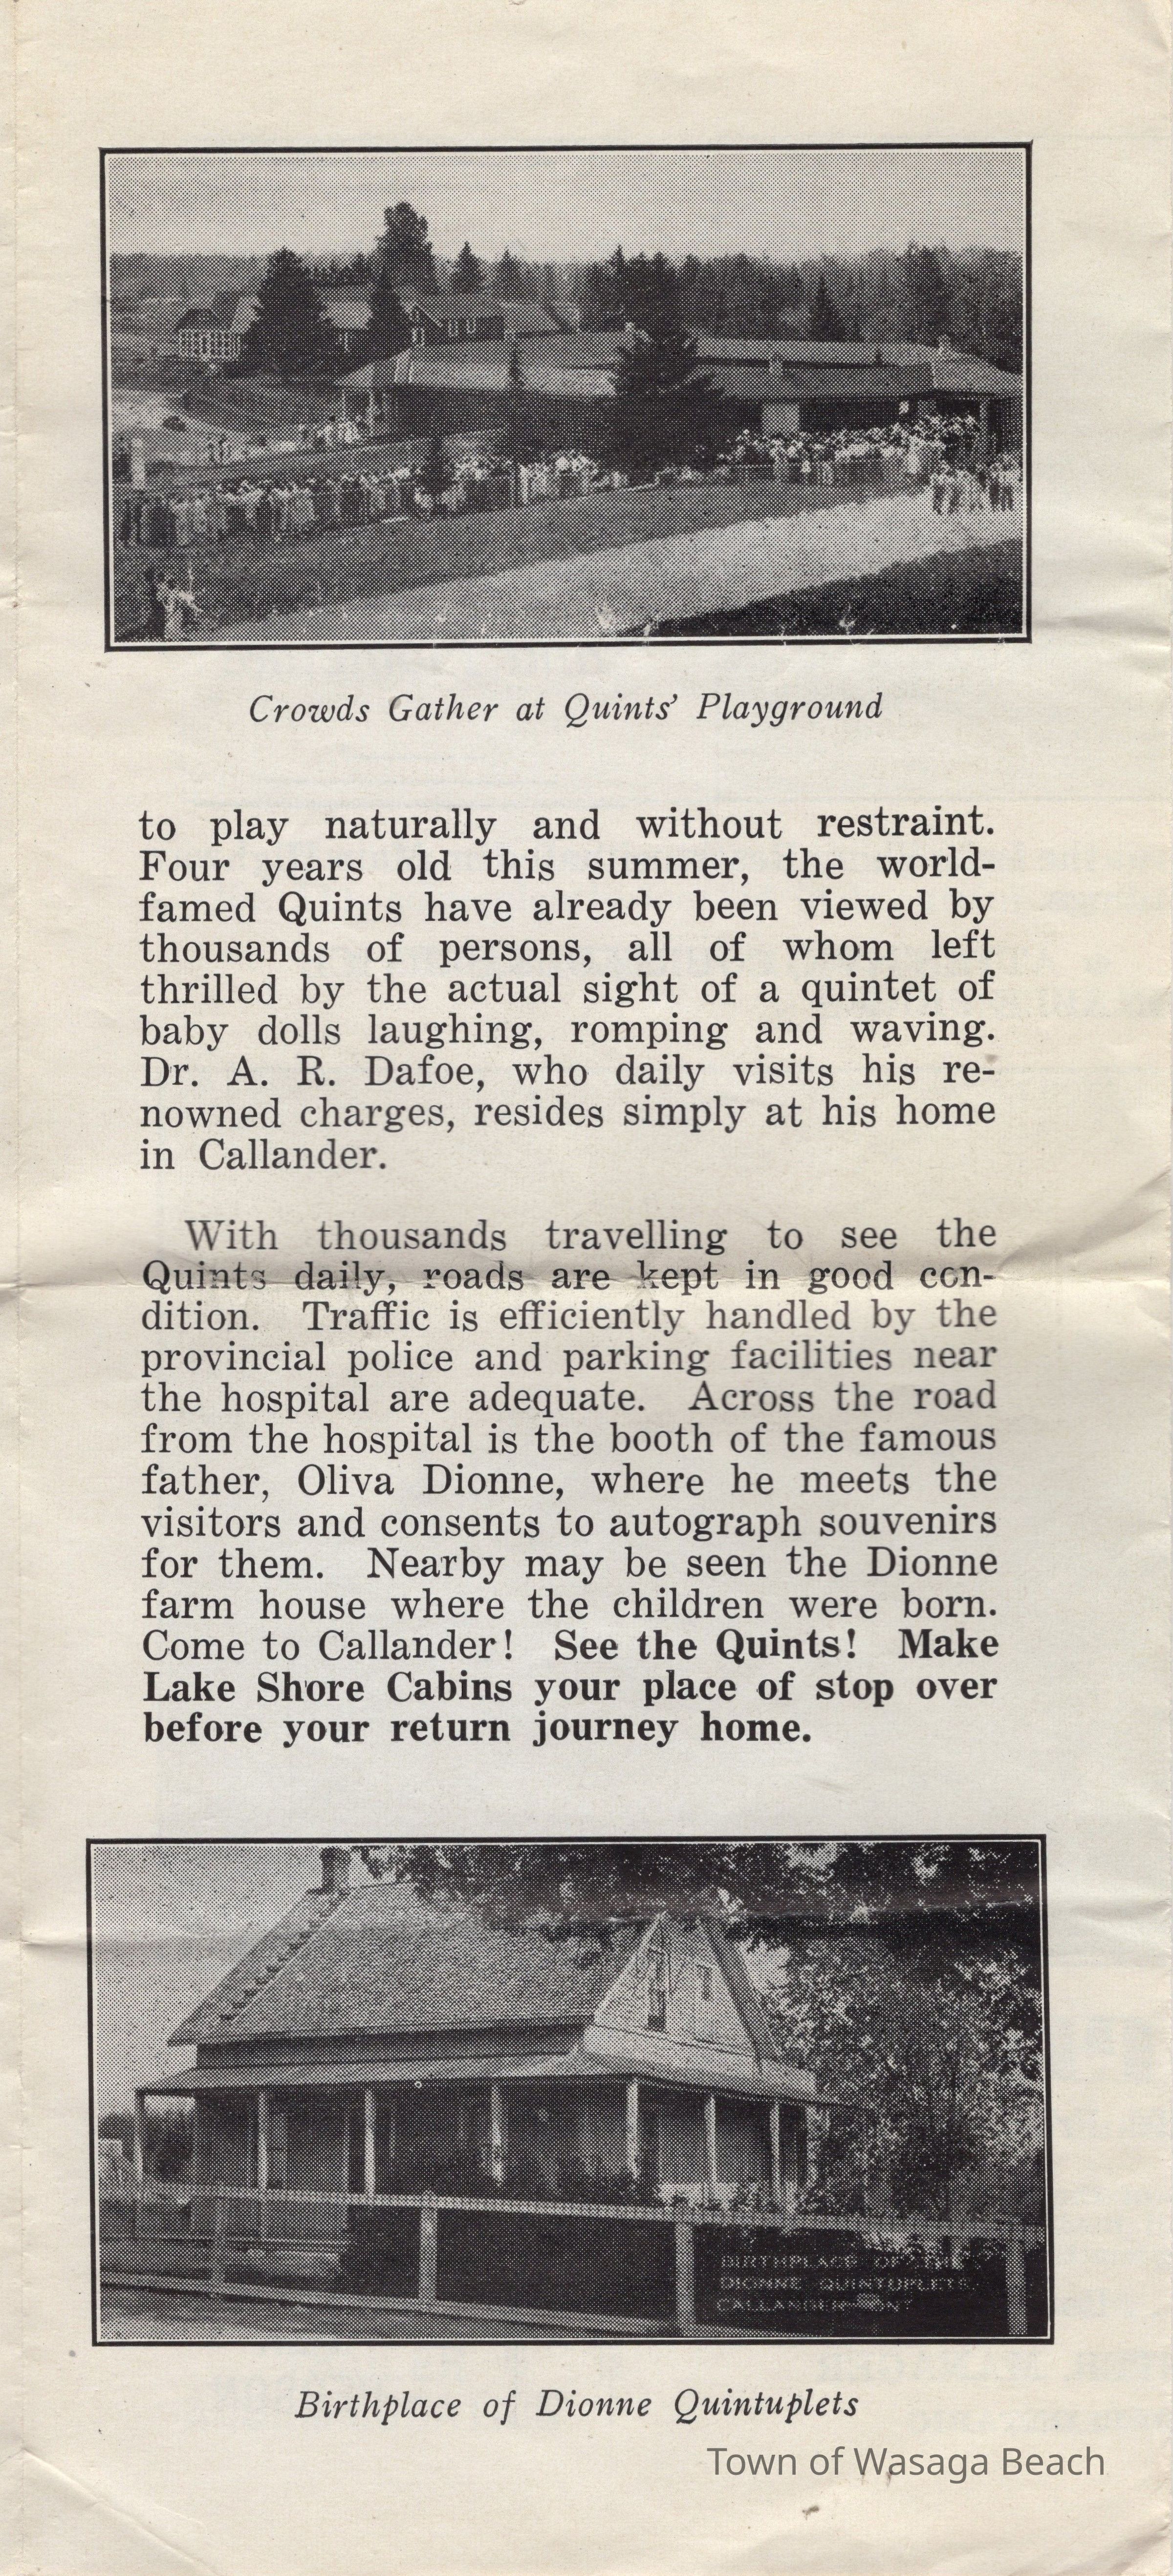 Crowds Gather at Quints' Playground
to play naturally and without restraint.
Four years old this summer, the world-
famed Quints have already been viewed by
thousands of persons, all of whom left
thrilled by the actual sight of a quintet of
baby dolls laughing, romping and waving.
Dr. A. R. Dafoe, who daily visits his re-
nowned charges, resides simply at his home
in Callander.
With thousands travelling to see the
Quints daily, roads are kept in good con-
dition. Traffic is efficiently handled by the
provincial police and parking facilities near
the hospital are adequate. Across the road
from the hospital is the booth of the famous
father, Oliva Dionne, where he meets the
visitors and consents to autograph souvenirs
for them. Nearby may be seen the Dionne
farm house where the children were born.
Come to Callander! See the Quints! Make
Lake Shore Cabins your place of stop over
before your return journey home.
BIRTHPLACE OF THE
DIONNE QUINTUPLETS
CALLANDER ONT
Birthplace of Dionne Quintuplets
Town of Wasaga Beach